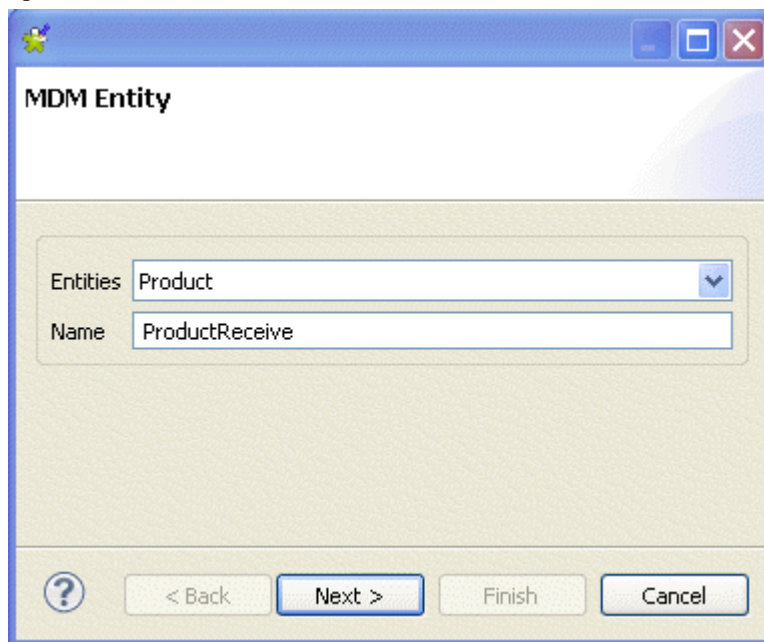 MDM Entity
Entities Product
Name ProductReceive
? < Back Next > Finish Cancel